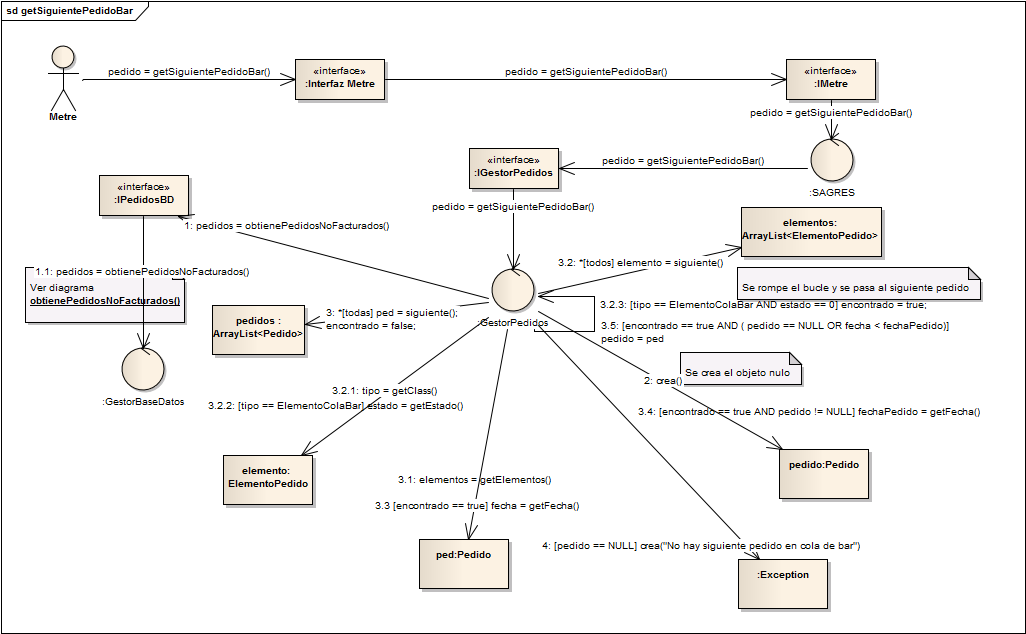 sd getSiguientePedidoBar
pedido = getSiguientePedidoBar()
«interface»
:Interfaz Metre
pedido = getSiguientePedidoBar()
«interface»
:IMetre
Metre
pedido = getSiguientePedidoBar()
«interface»
:IGestorPedidos
pedido = getSiguientePedidoBar()
:SAGRES
«interface»
:IPedidosBD
pedido = getSiguientePedidoBar()
1: pedidos = obtienePedidosNoFacturados()
elementos:
ArrayList<ElementoPedido>
3.2: *[todos] elemento = siguiente()
1.1: pedidos = obtienePedidosNoFacturados()
Ver diagrama
obtienePedidosNoFacturados()
Se rompe el bucle y se pasa al siguiente pedido
3.2.3: [tipo == ElementoColaBar AND estado == 0] encontrado = true;
pedidos :
ArrayList<Pedido>
3: *[todas] ped = siguiente();
encontrado = false;
:GestorPedidos
3.5: [encontrado == true AND ( pedido == NULL OR fecha < fechaPedido)]
pedido = ped
Se crea el objeto nulo
2: crea()
:GestorBaseDatos
3.2.1: tipo = getClass()
3.2.2: [tipo == ElementoColaBar] estado = getEstado()
3.4: [encontrado == true AND pedido != NULL] fechaPedido = getFecha()
elemento:
ElementoPedido
pedido:Pedido
3.1: elementos = getElementos()
3.3 [encontrado == true] fecha = getFecha()
4: [pedido == NULL] crea("No hay siguiente pedido en cola de bar")
ped:Pedido
:Exception